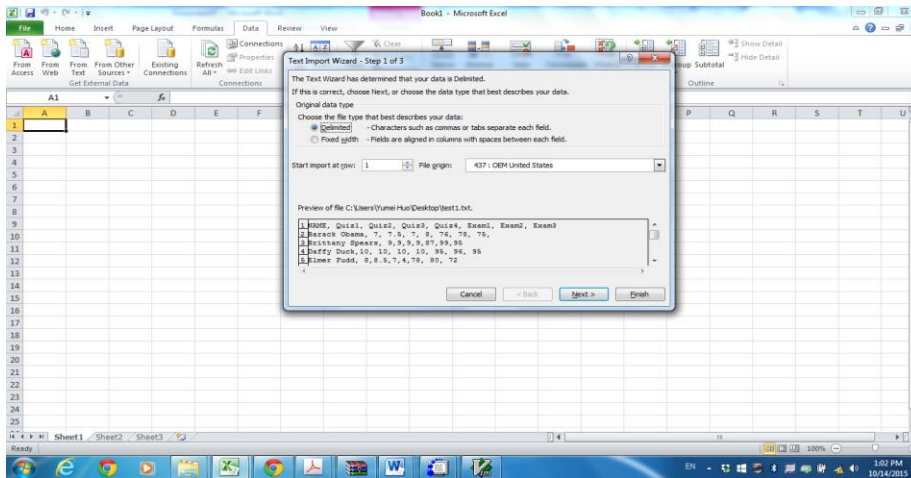 Book1 - Microsoft Excel
File Home Insert Page Layout Formulas Data Review View
Connections Clear Show Detail
Properties Hide Detail
From Access From Web From Text From Other Sources Existing Connections Refresh All Edit Links Subtotal
Get External Data Connections Outline
A1 fx
A B C D E F P Q R S T U
Text Import Wizard - Step 1 of 3
The Text Wizard has determined that your data is Delimited.
If this is correct, choose Next, or choose the data type that best describes your data.
Original data type
Choose the file type that best describes your data:
Delimited - Characters such as commas or tabs separate each field.
Fixed width - Fields are aligned in columns with spaces between each field.
Start import at row: 1 File origin: 437 : OEM United States
Preview of file C:\Users\Yumei Huo\Desktop\test1.txt.
1 NAME, Quiz1, Quiz2, Quiz3, Quiz4, Exam1, Exam2, Exam3
2 Barack Obama, 7, 7.5, 7, 8, 76, 78, 75,
3 Brittany Spears, 9,9,9,9,87,99,95
4 Daffy Duck,10, 10, 10, 10, 95, 96, 95
5 Elmer Fudd, 8,8.5,7,4,78, 80, 72
Cancel < Back Next > Finish
1
2
3
4
5
6
7
8
9
10
11
12
13
14
15
16
17
18
19
20
21
22
23
24
25
Sheet1 Sheet2 Sheet3
Ready 100%
EN 1:02 PM
10/14/2015